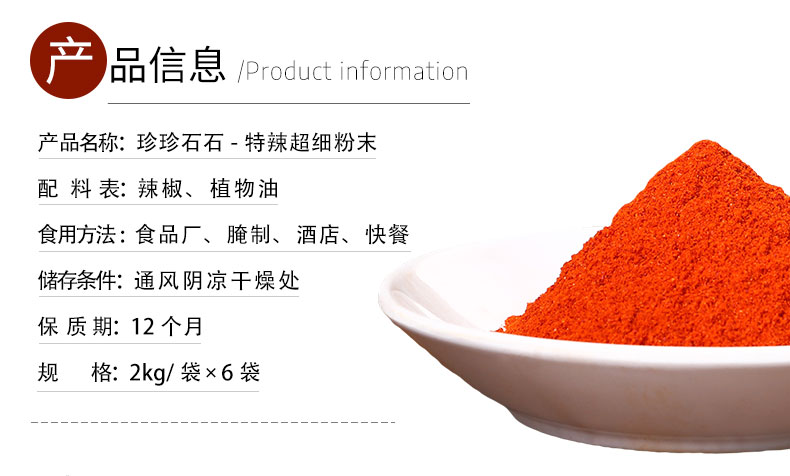 产品信息 /Product information
产品名称：珍珍石石 - 特辣超细粉末
配 料 表：辣椒、植物油
食用方法：食品厂、腌制、酒店、快餐
储存条件：通风阴凉干燥处
保 质 期：12 个月
规 格：2kg/ 袋×6 袋